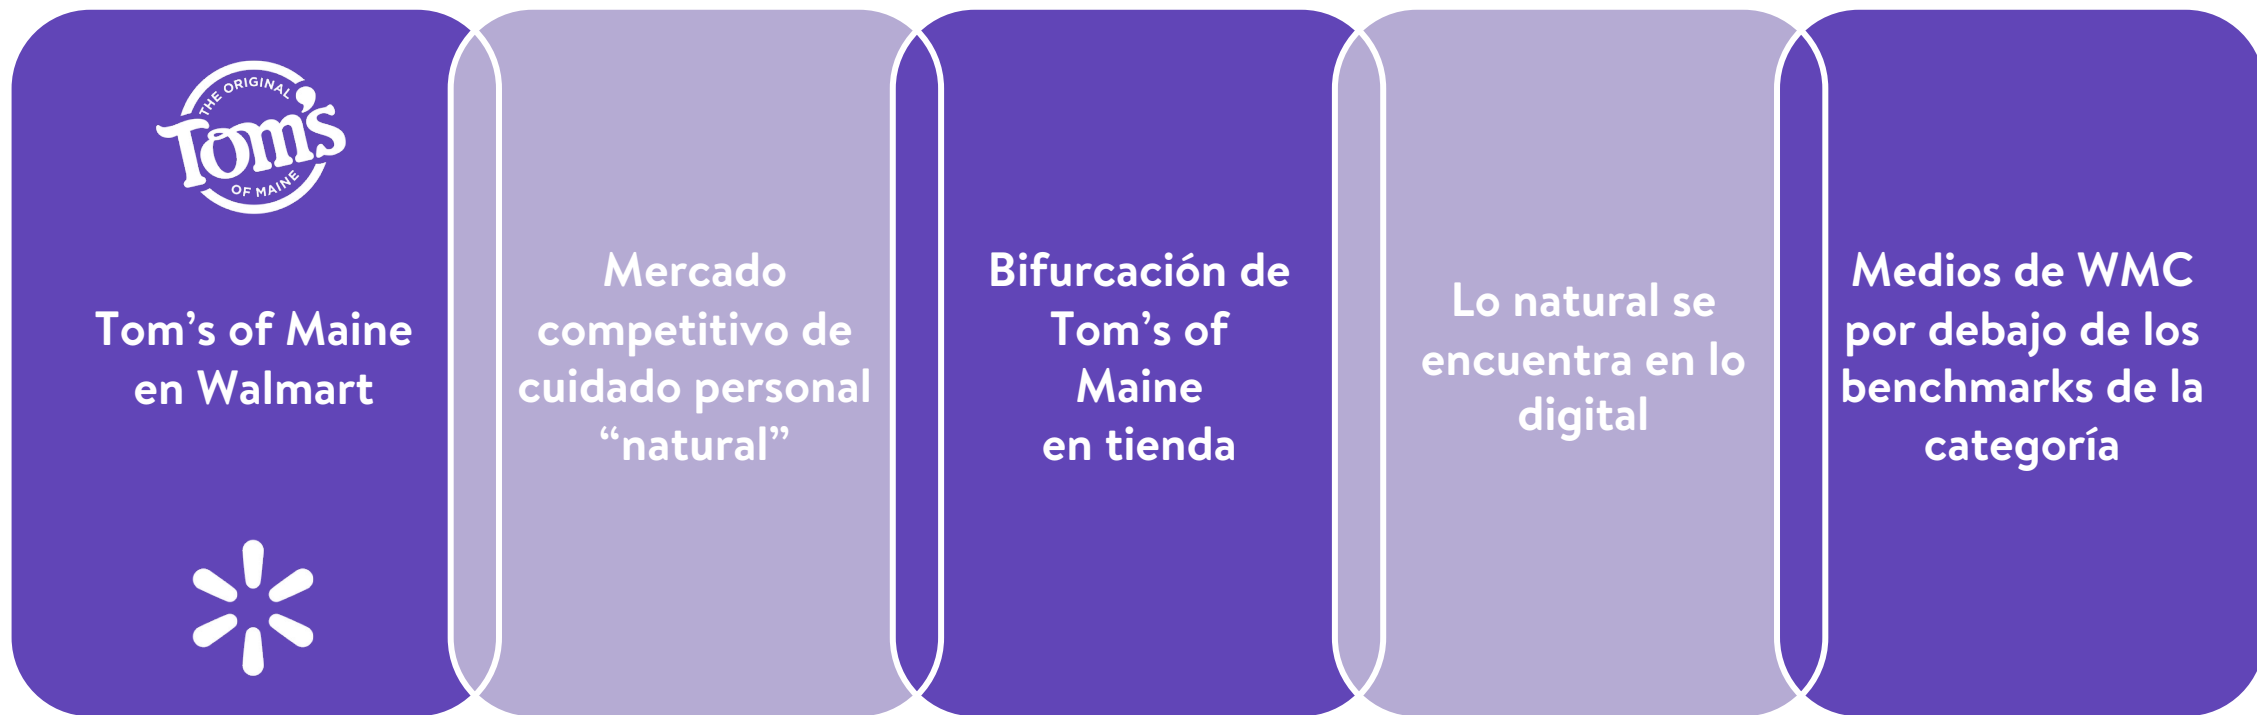 THE ORIGINAL
Tom's
OF MAINE
Tom’s of Maine
en Walmart
Mercado
competitivo de
cuidado personal
“natural”
Bifurcación de
Tom’s of
Maine
en tienda
Lo natural se
encuentra en lo
digital
Medios de WMC
por debajo de los
benchmarks de la
categoría